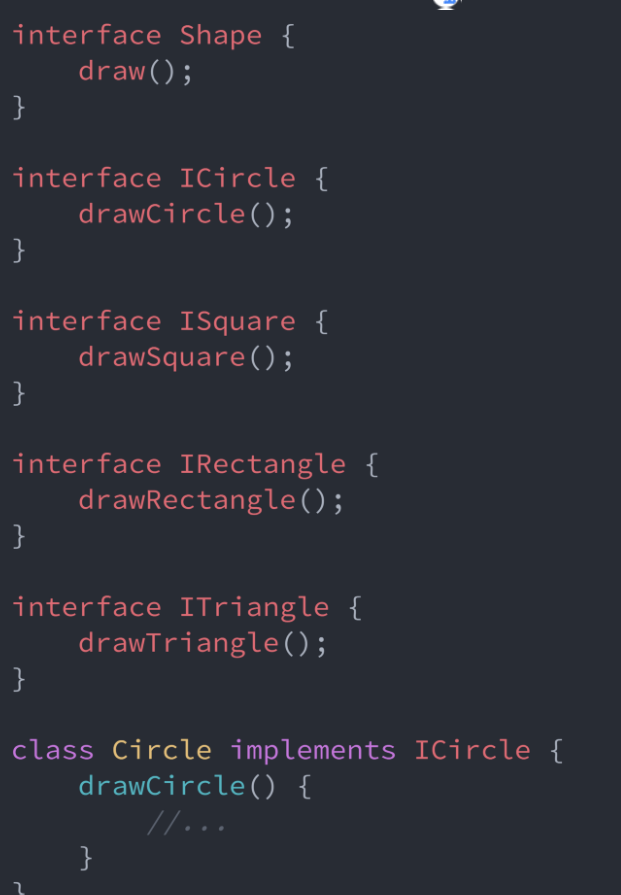 interface Shape {
    draw();
}
interface ICircle {
    drawCircle();
}
interface ISquare {
    drawSquare();
}
interface IRectangle {
    drawRectangle();
}
interface ITriangle {
    drawTriangle();
}
class Circle implements ICircle {
    drawCircle() {
        //...
    }
}